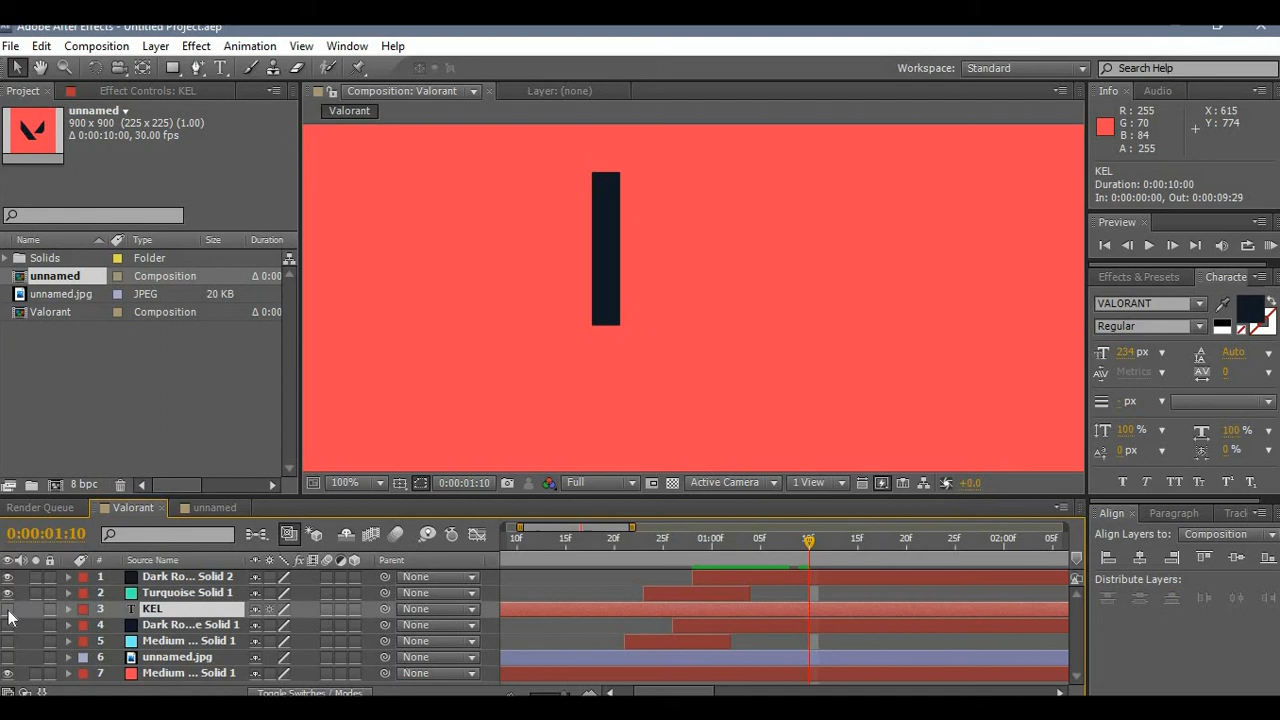 Adobe After Effects - Untitled Project.aep
File Edit Composition Layer Effect Animation View Window Help
Workspace: Standard Search Help
Project Effect Controls: KEL Composition: Valorant Layer: (none) Info Audio
unnamed
900 x 900 (225 x 225) (1.00)
Δ 0:00:10:00, 30.00 fps
Valorant
R : 255 X : 615
G : 70 Y : 774
B : 84
A : 255
KEL
Duration: 0:00:10:00
In: 0:00:00:00, Out: 0:00:09:29
Preview
Name Type Size Duration
Solids Folder
unnamed Composition Δ 0:00
unnamed.jpg JPEG 20 KB
Valorant Composition Δ 0:00
Effects & Presets Characte
VALORANT
Regular
234 px Auto
Metrics 0
- px
100 % 100 %
0 px 0 %
T T TT Tr T' T,
8 bpc
100% 0:00:01:10 Full Active Camera 1 View +0.0
Render Queue Valorant unnamed
Align Paragraph Track
0:00:01:10
10f 15f 20f 25f 01:00f 05f 10f 15f 20f 25f 02:00f 05f
Align Layers to: Composition
Distribute Layers:
# Source Name Parent
1 Dark Ro... Solid 2 None
2 Turquoise Solid 1 None
3 T KEL None
4 Dark Ro...e Solid 1 None
5 Medium ... Solid 1 None
6 unnamed.jpg None
7 Medium ... Solid 1 None
Toggle Switches / Modes